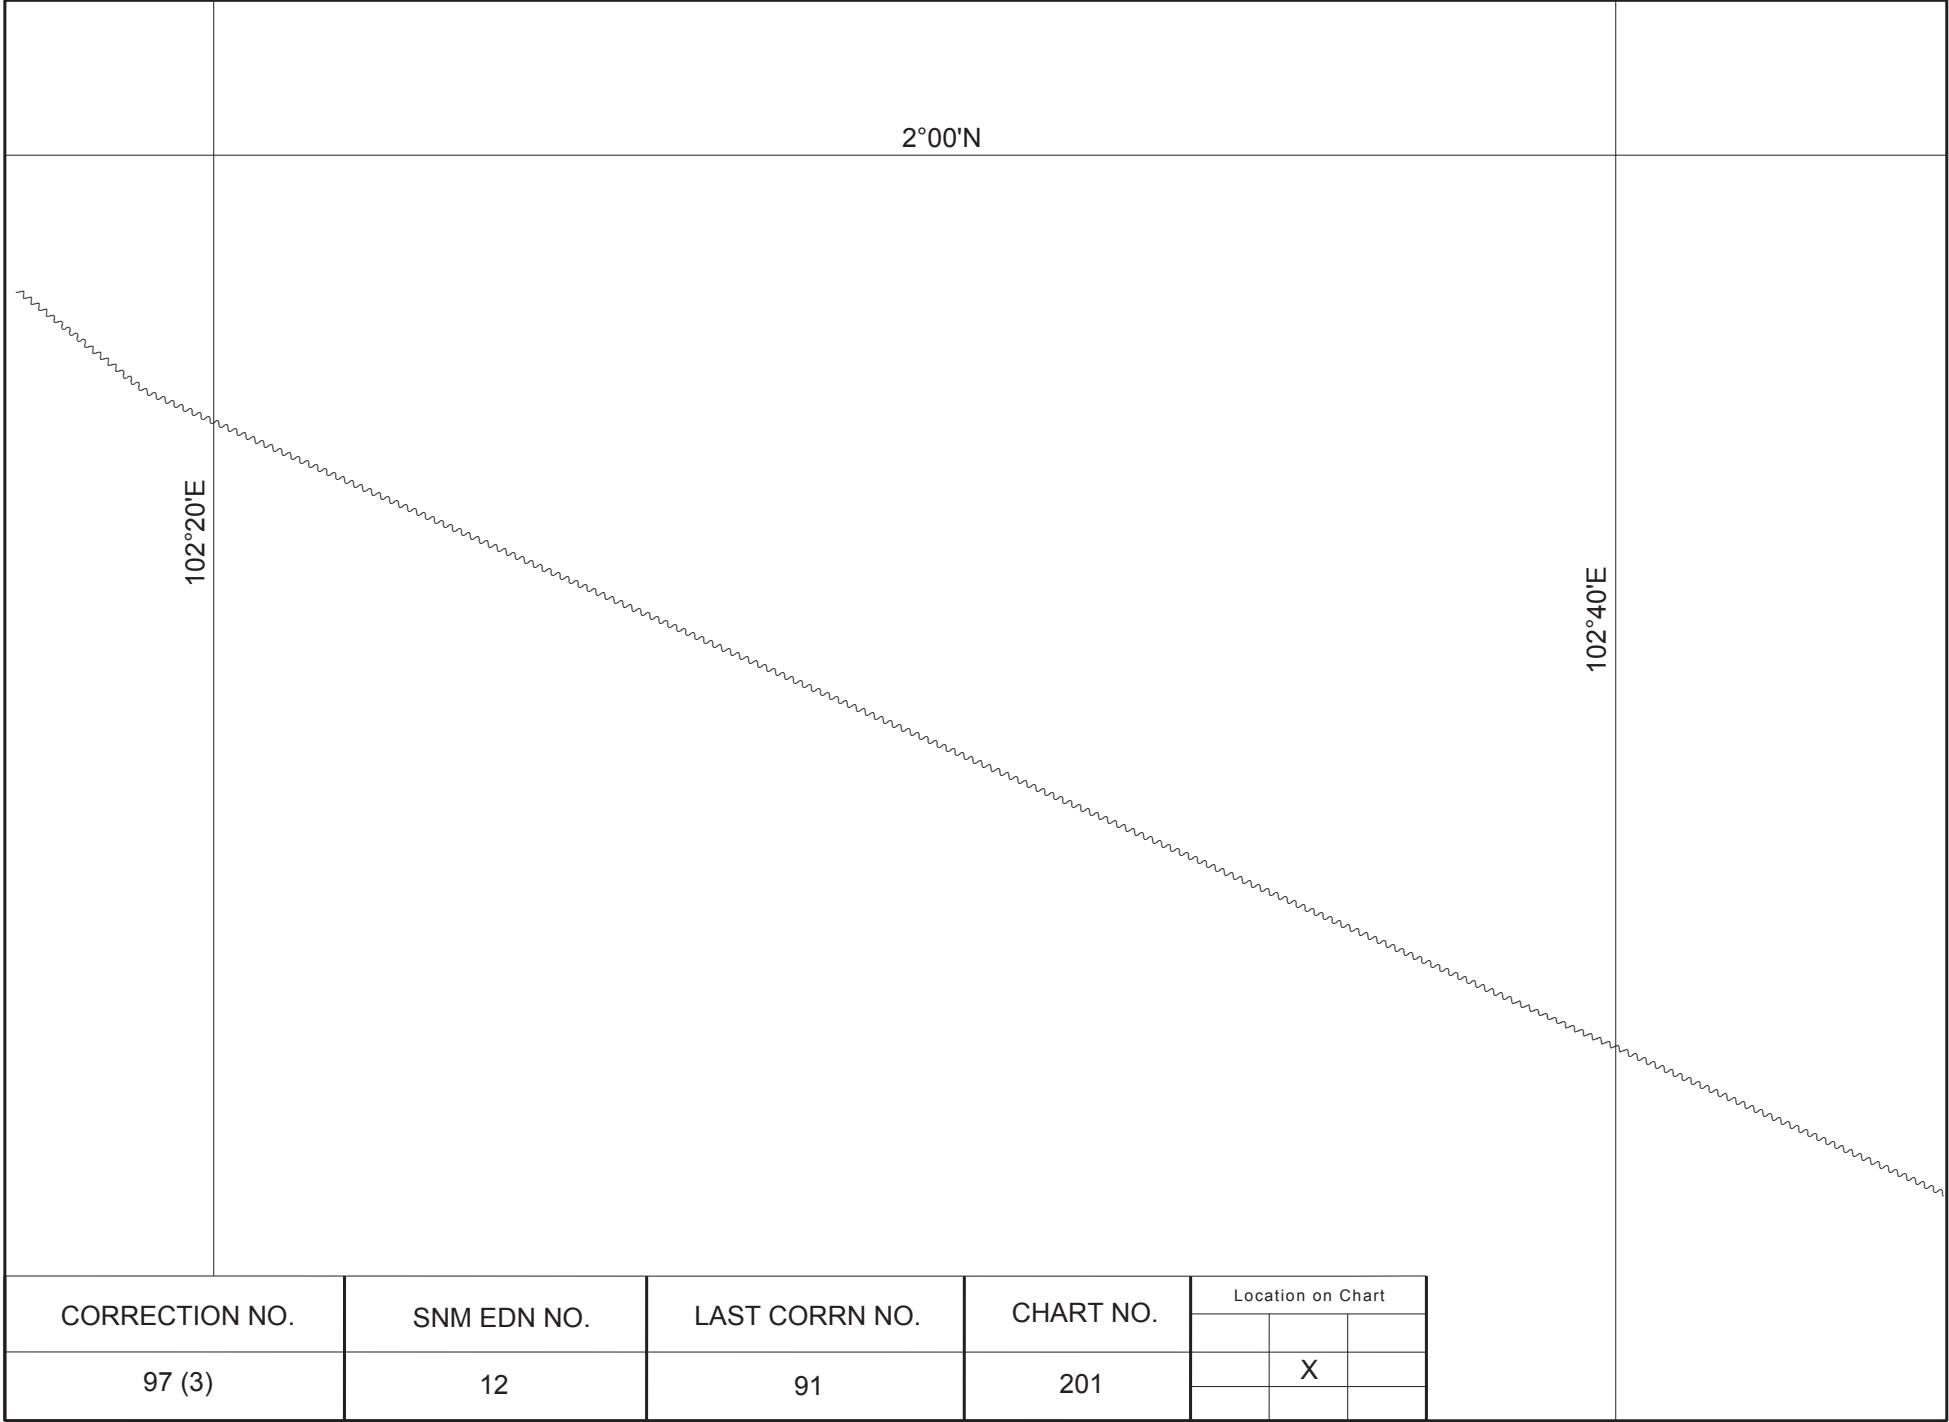 2°00'N
102°20'E
102°40'E
CORRECTION NO.
SNM EDN NO.
LAST CORRN NO.
CHART NO.
Location on Chart
97 (3)
12
91
201
X